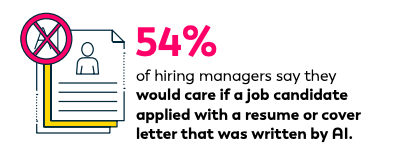 AI
54%
of hiring managers say they
would care if a job candidate
applied with a resume or cover
letter that was written by AI.